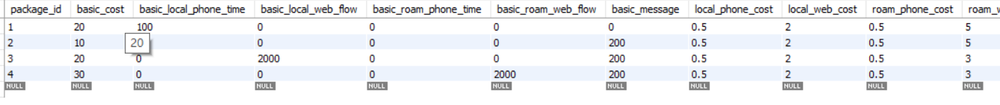 package_id basic_cost basic_local_phone_time basic_local_web_flow basic_roam_phone_time basic_roam_web_flow basic_message local_phone_cost local_web_cost roam_phone_cost
1 20 100 0 0 0 0 0.5 2 0.5 5
2 10 20 0 0 0 200 0.5 2 0.5 5
3 20 0 2000 0 0 200 0.5 2 0.5 3
4 30 0 0 0 2000 200 0.5 2 0.5 3
NULL NULL NULL NULL NULL NULL NULL NULL NULL NULL NULL